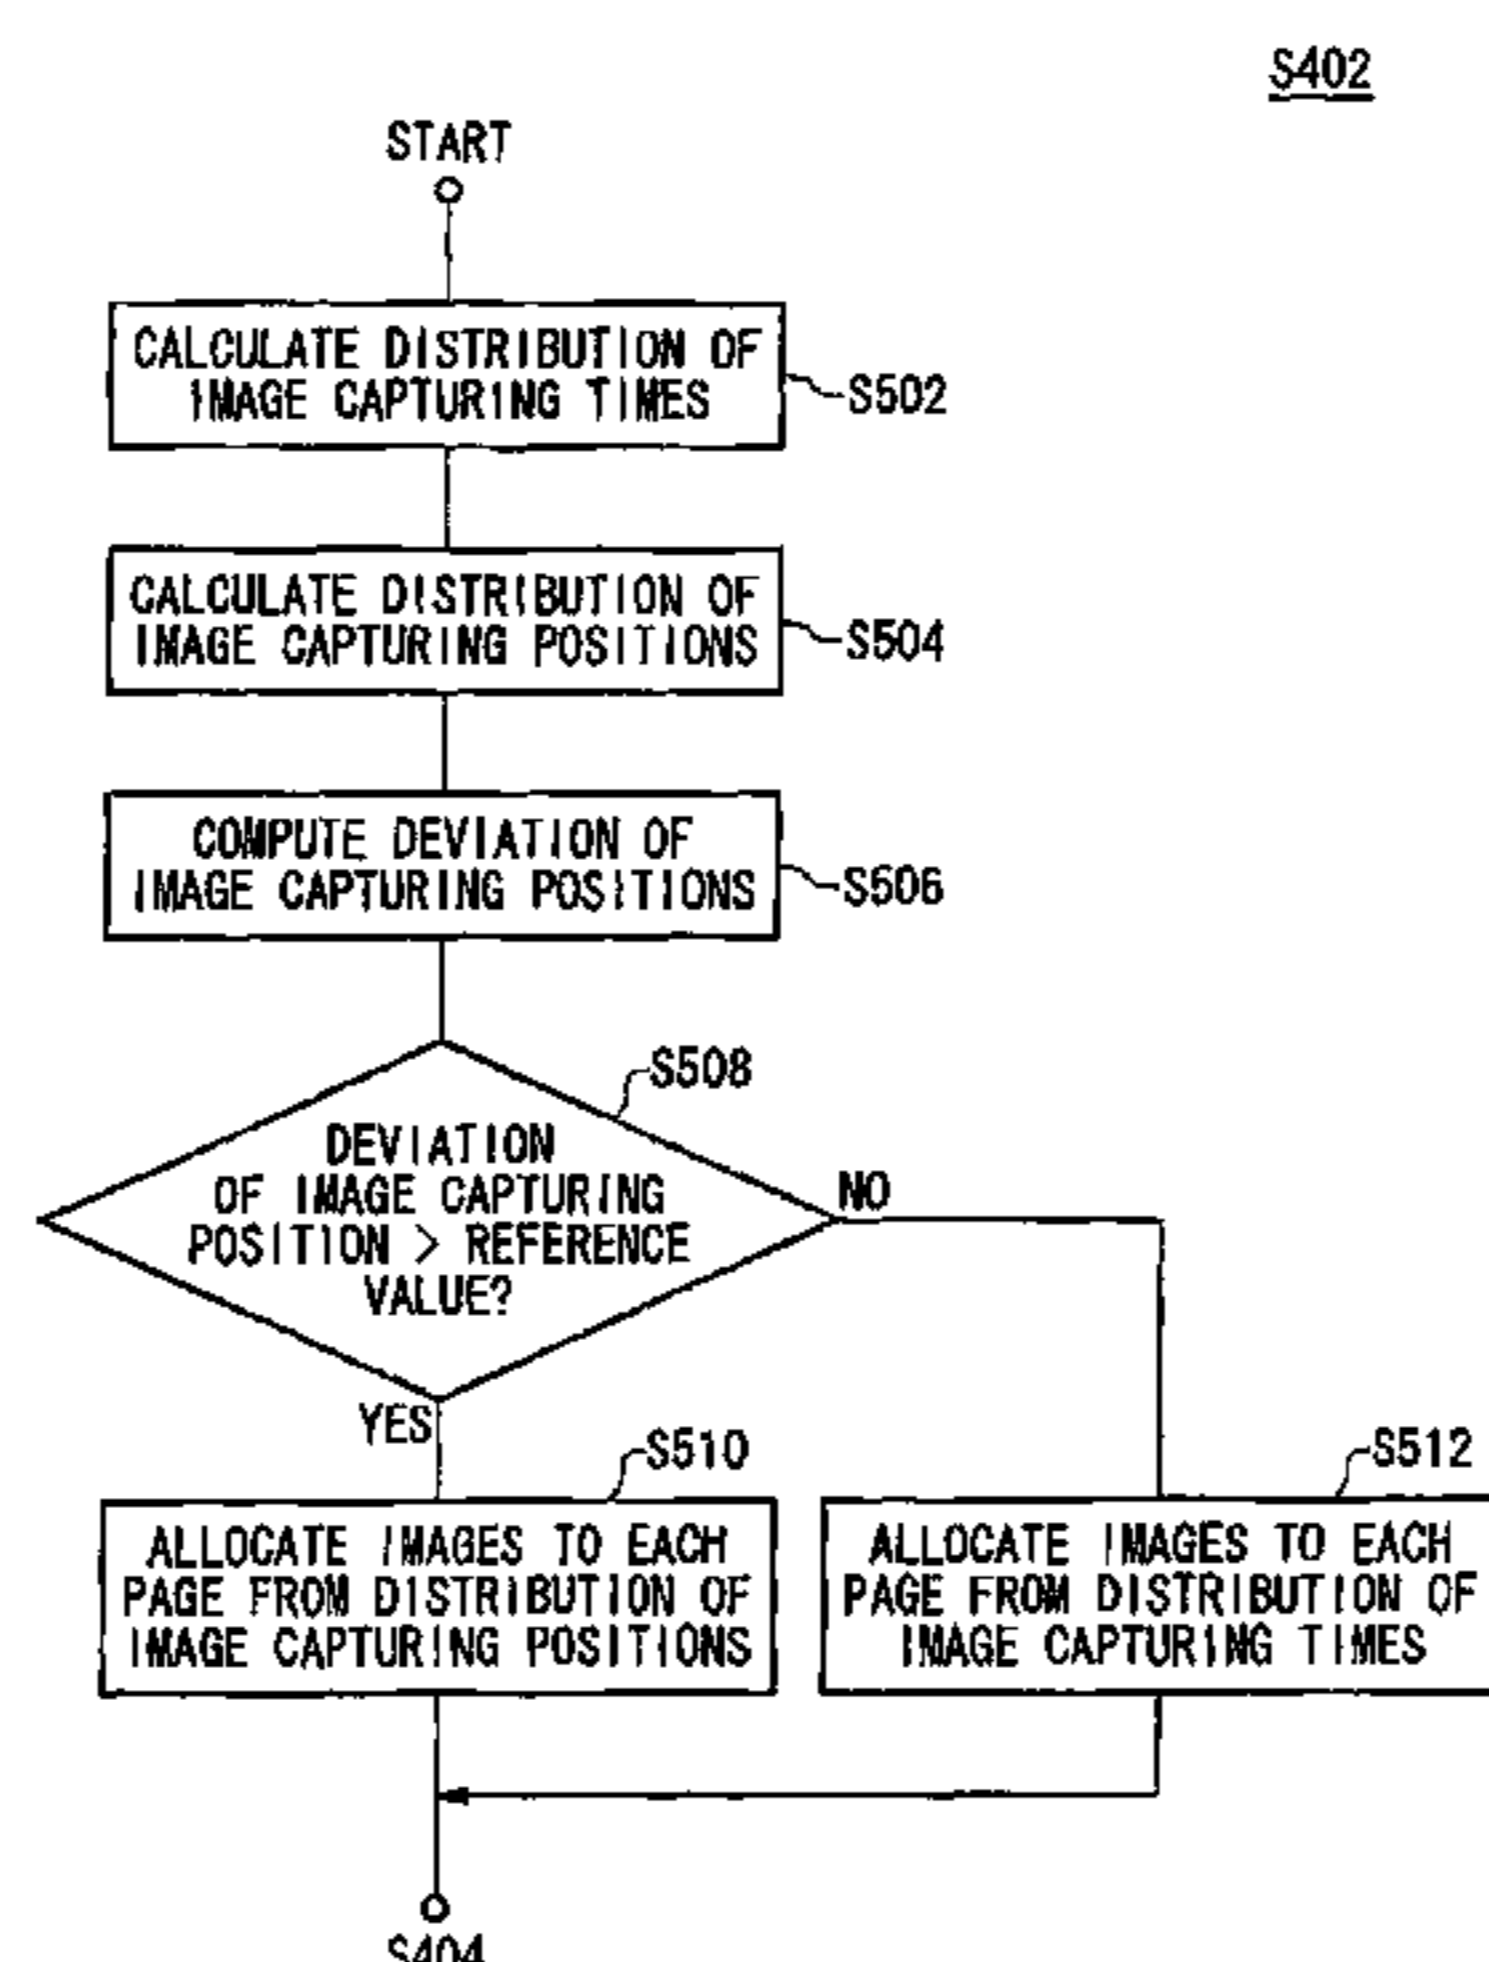 S402
START
CALCULATE DISTRIBUTION OF
IMAGE CAPTURING TIMES
S502
CALCULATE DISTRIBUTION OF
IMAGE CAPTURING POSITIONS
S504
COMPUTE DEVIATION OF
IMAGE CAPTURING POSITIONS
S506
S508
DEVIATION
OF IMAGE CAPTURING
POSITION > REFERENCE
VALUE?
NO
YES
S510
S512
ALLOCATE IMAGES TO EACH
PAGE FROM DISTRIBUTION OF
IMAGE CAPTURING POSITIONS
ALLOCATE IMAGES TO EACH
PAGE FROM DISTRIBUTION OF
IMAGE CAPTURING TIMES
S404